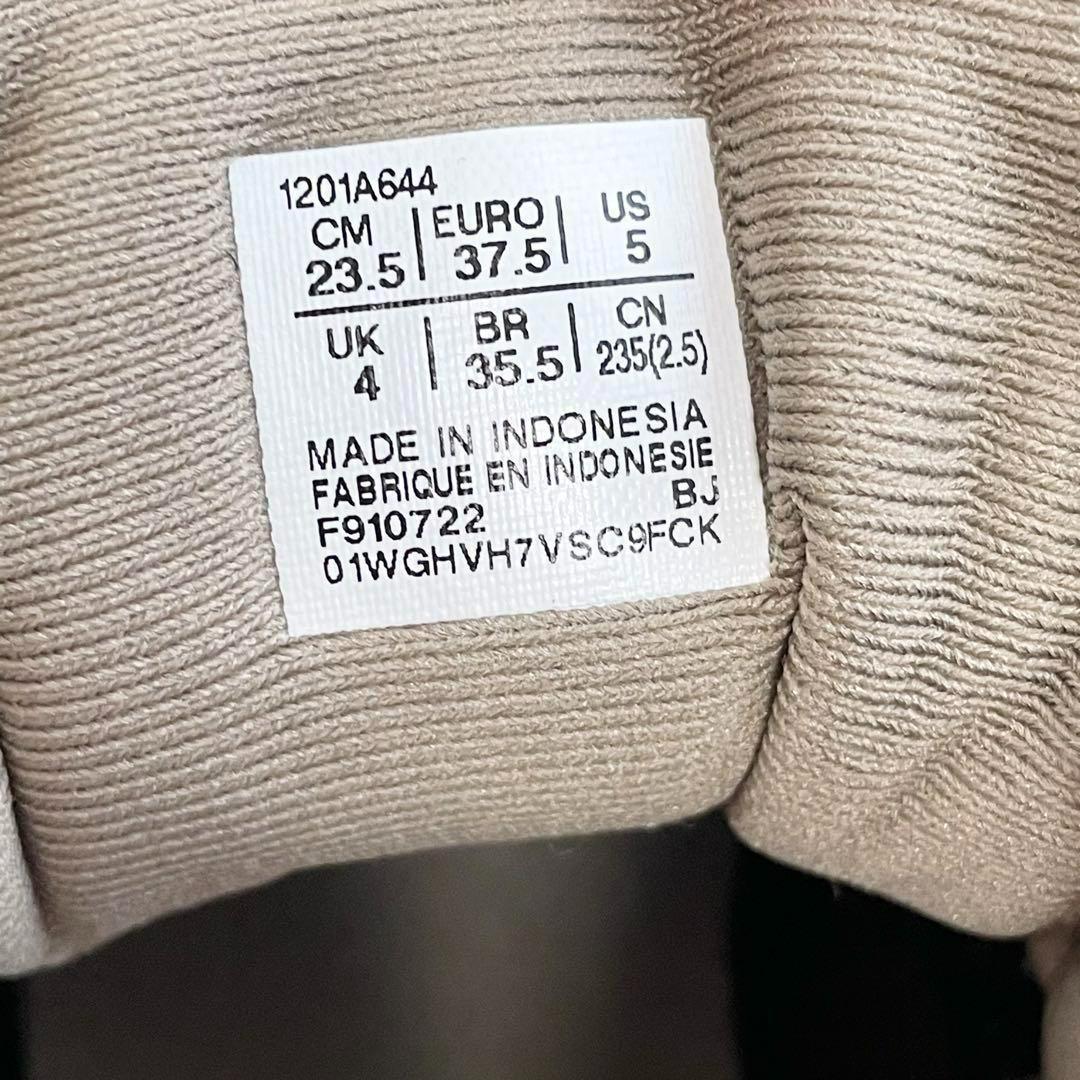 1201A644
CM | EURO | US
23.5 | 37.5 | 5
UK | BR | CN
4 | 35.5 | 235(2.5)
MADE IN INDONESIA
FABRIQUE EN INDONESIE
F910722 BJ
01WGHVH7VSC9FCK